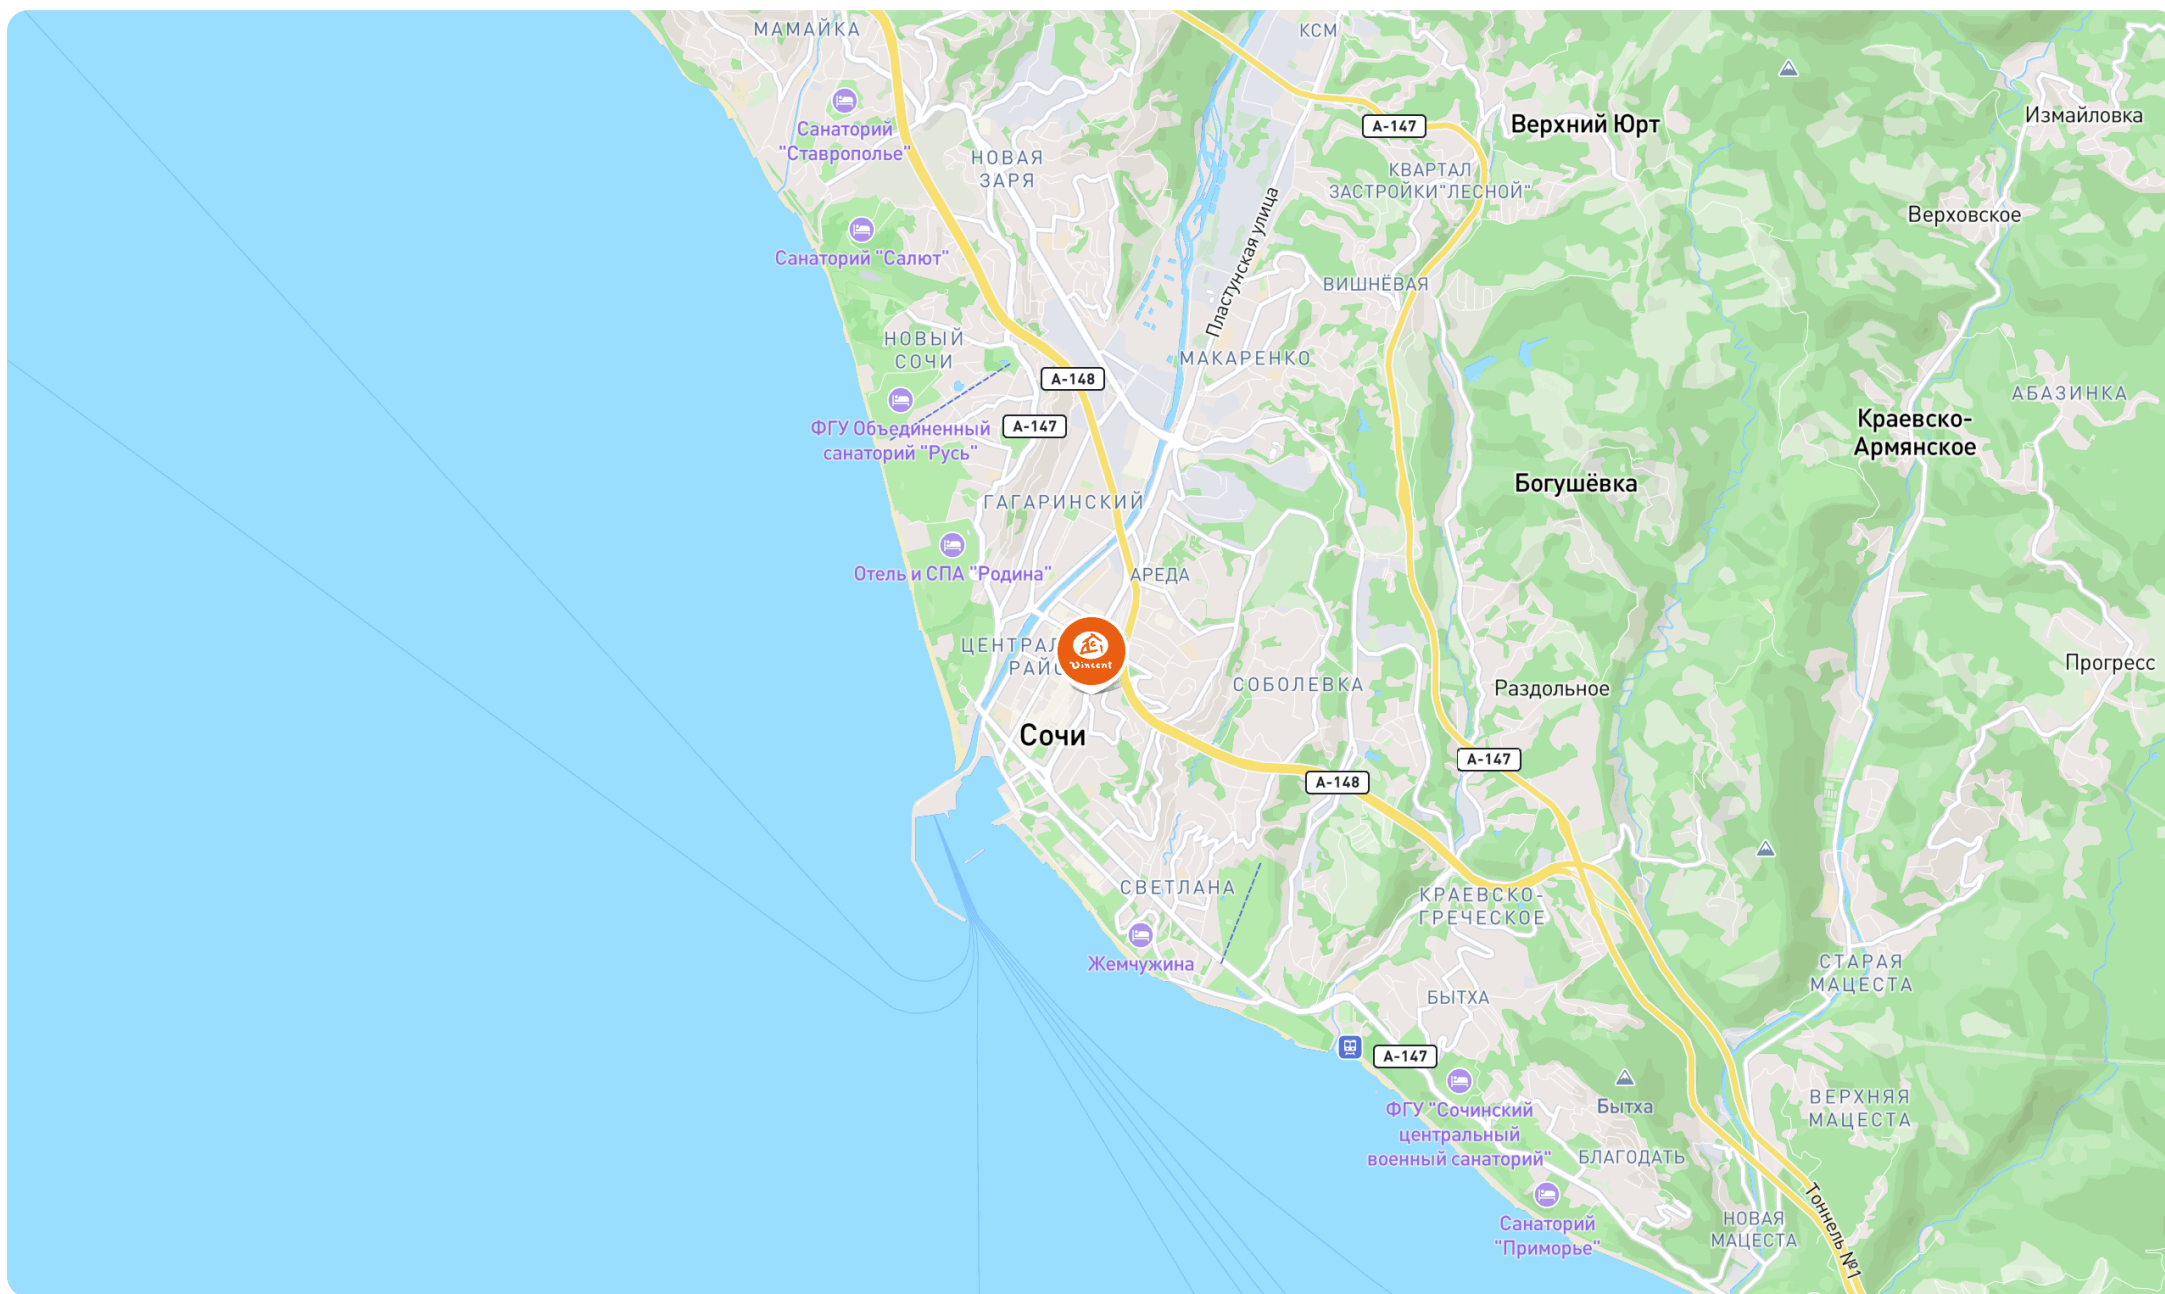 МАМАЙКА
КСМ
Санаторий
"Ставрополье"
А-147
Верхний Юрт
Измайловка
НОВАЯ
ЗАРЯ
КВАРТАЛ
ЗАСТРОЙКИ"ЛЕСНОЙ"
Верховское
Санаторий "Салют"
Пластунская улица
ВИШНЁВАЯ
НОВЫЙ
СОЧИ
МАКАРЕНКО
А-148
АБАЗИНКА
ФГУ Объединенный
санаторий "Русь"
А-147
Краевско-
Армянское
Богушёвка
ГАГАРИНСКИЙ
Отель и СПА "Родина"
АРЕДА
ЦЕНТРАЛ
РАЙО
Vincent
Прогресс
СОБОЛЕВКА
Раздольное
Сочи
А-147
А-148
СВЕТЛАНА
КРАЕВСКО-
ГРЕЧЕСКОЕ
Жемчужина
СТАРАЯ
МАЦЕСТА
БЫТХА
А-147
ФГУ "Сочинский
центральный
военный санаторий"
Бытха
ВЕРХНЯЯ
МАЦЕСТА
БЛАГОДАТЬ
Санаторий
"Приморье"
НОВАЯ
МАЦЕСТА
Тоннель №1